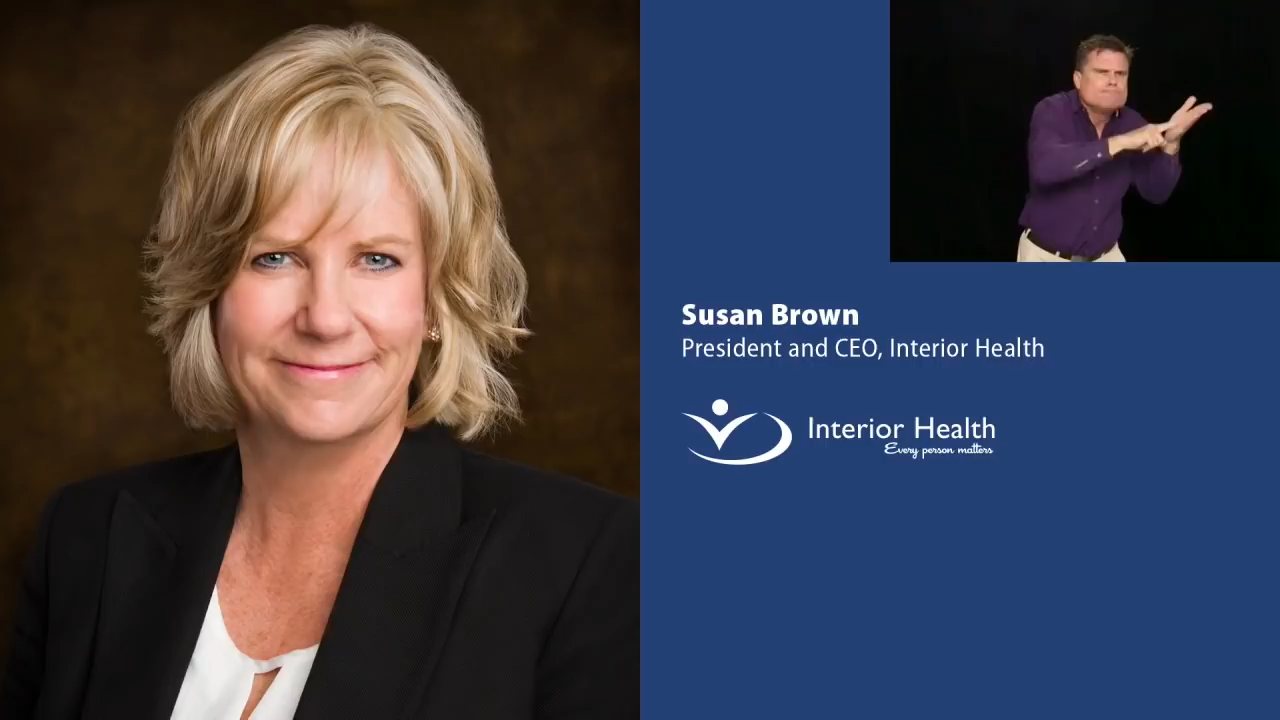 Susan Brown
President and CEO, Interior Health
Interior Health
Every person matters